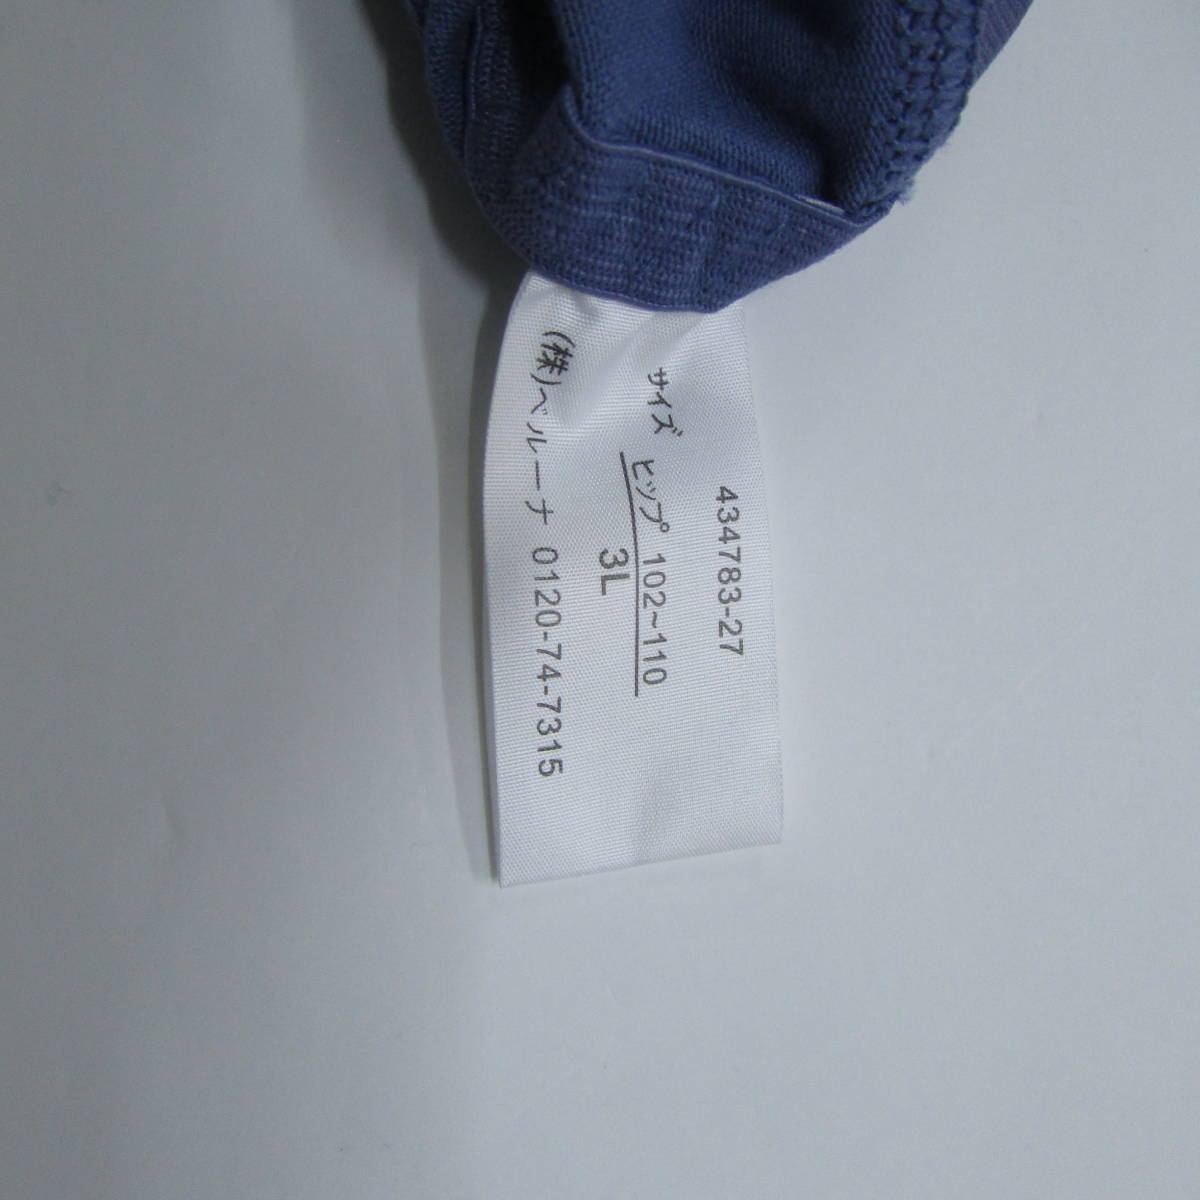 434783-27
サイズ ヒップ 102~110
3L
(株)ベルーナ 0120-74-7315